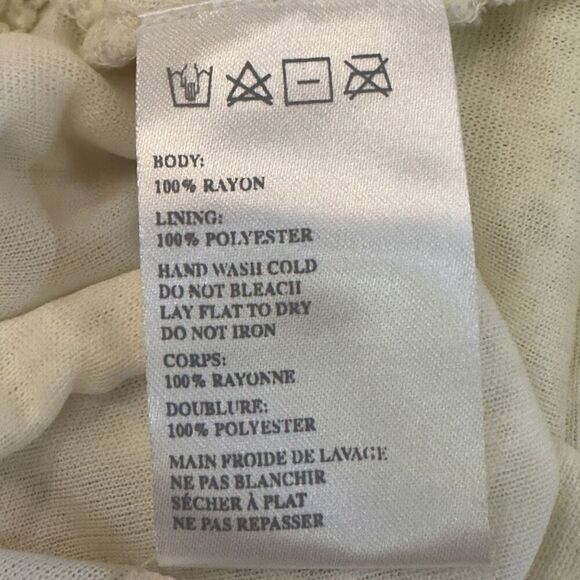 BODY:
100% RAYON
LINING:
100% POLYESTER
HAND WASH COLD
DO NOT BLEACH
LAY FLAT TO DRY
DO NOT IRON
CORPS:
100% RAYONNE
DOUBLURE:
100% POLYESTER
MAIN FROIDE DE LAVAGE
NE PAS BLANCHIR
SÉCHER À PLAT
NE PAS REPASSER